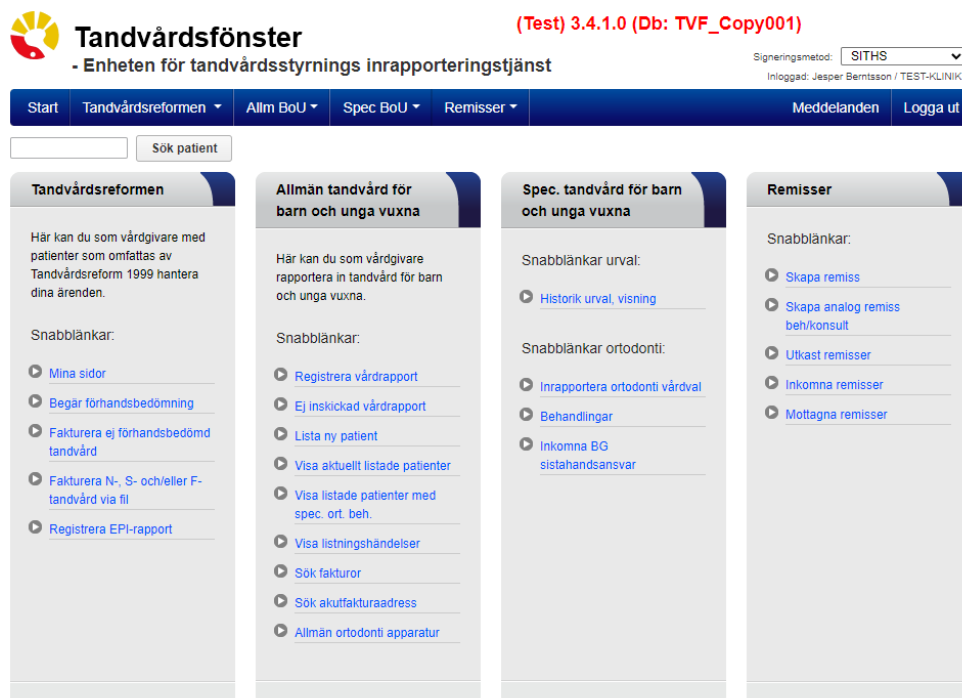 (Test) 3.4.1.0 (Db: TVF_Copy001)
Tandvårdsfönster
- Enheten för tandvårdsstyrnings inrapporteringstjänst
Signeringsmetod: SITHS
Inloggad: Jesper Berntsson / TEST-KLINIK
Start Tandvårdsreformen Allm BoU Spec BoU Remisser Meddelanden Logga ut
Sök patient
Tandvårdsreformen
Här kan du som vårdgivare med
patienter som omfattas av
Tandvårdsreform 1999 hantera
dina ärenden.
Snabblänkar:
Mina sidor
Begär förhandsbedömning
Fakturera ej förhandsbedömd
tandvård
Fakturera N-, S- och/eller F-
tandvård via fil
Registrera EPI-rapport
Allmän tandvård för
barn och unga vuxna
Här kan du som vårdgivare
rapportera in tandvård för barn
och unga vuxna.
Snabblänkar:
Registrera vårdrapport
Ej inskickad vårdrapport
Lista ny patient
Visa aktuellt listade patienter
Visa listade patienter med
spec. ort. beh.
Visa listningshändelser
Sök fakturor
Sök akutfakturaadress
Allmän ortodonti apparatur
Spec. tandvård för barn
och unga vuxna
Snabblänkar urval:
Historik urval, visning
Snabblänkar ortodonti:
Inrapportera ortodonti vårdval
Behandlingar
Inkomna BG
sistahandsansvar
Remisser
Snabblänkar:
Skapa remiss
Skapa analog remiss
beh/konsult
Utkast remisser
Inkomna remisser
Mottagna remisser